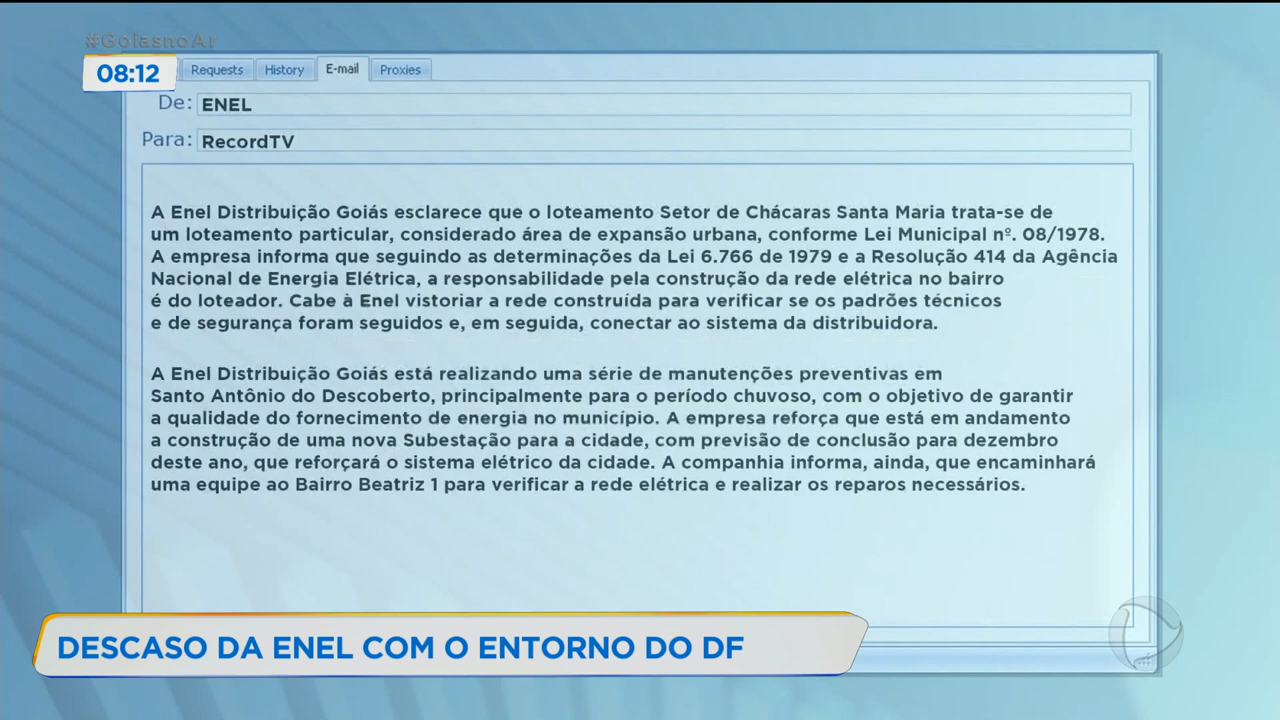 #GoiasnoAr
08:12
Requests
History
E-mail
Proxies
De: ENEL
Para: RecordTV
A Enel Distribuição Goiás esclarece que o loteamento Setor de Chácaras Santa Maria trata-se de
um loteamento particular, considerado área de expansão urbana, conforme Lei Municipal nº. 08/1978.
A empresa informa que seguindo as determinações da Lei 6.766 de 1979 e a Resolução 414 da Agência
Nacional de Energia Elétrica, a responsabilidade pela construção da rede elétrica no bairro
é do loteador. Cabe à Enel vistoriar a rede construída para verificar se os padrões técnicos
e de segurança foram seguidos e, em seguida, conectar ao sistema da distribuidora.
A Enel Distribuição Goiás está realizando uma série de manutenções preventivas em
Santo Antônio do Descoberto, principalmente para o período chuvoso, com o objetivo de garantir
a qualidade do fornecimento de energia no município. A empresa reforça que está em andamento
a construção de uma nova Subestação para a cidade, com previsão de conclusão para dezembro
deste ano, que reforçará o sistema elétrico da cidade. A companhia informa, ainda, que encaminhará
uma equipe ao Bairro Beatriz 1 para verificar a rede elétrica e realizar os reparos necessários.
DESCASO DA ENEL COM O ENTORNO DO DF